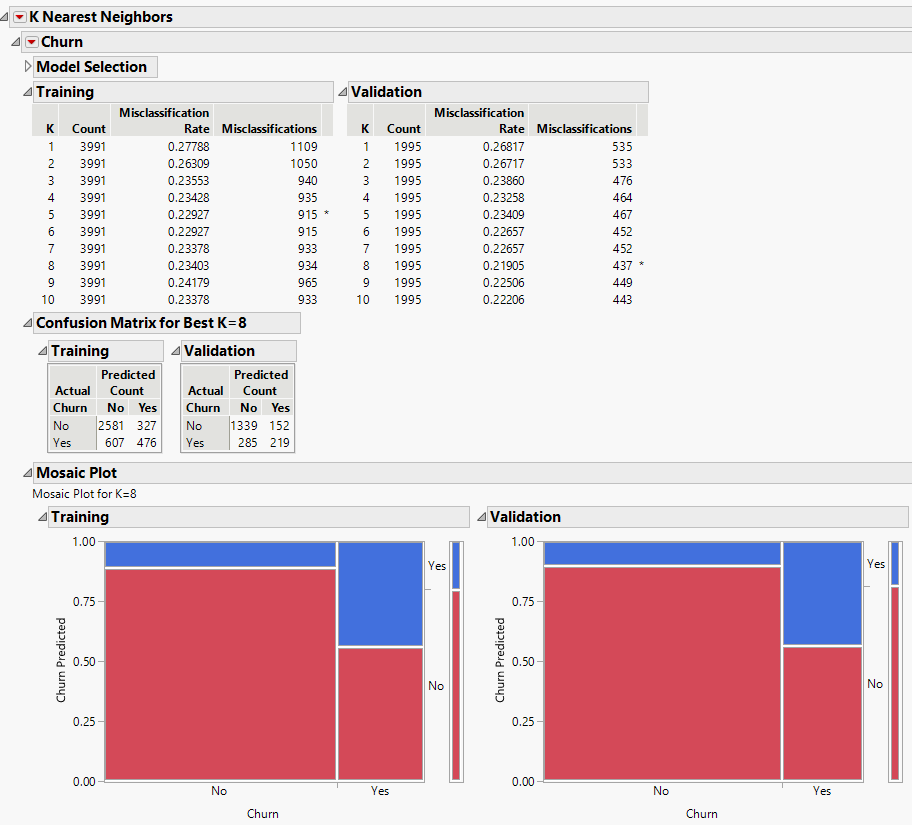 K Nearest Neighbors
Churn
Model Selection
Training
Misclassification
K Count Rate Misclassifications
1 3991 0.27788 1109
2 3991 0.26309 1050
3 3991 0.23553 940
4 3991 0.23428 935
5 3991 0.22927 915 *
6 3991 0.22927 915
7 3991 0.23378 933
8 3991 0.23403 934
9 3991 0.24179 965
10 3991 0.23378 933
Validation
Misclassification
K Count Rate Misclassifications
1 1995 0.26817 535
2 1995 0.26717 533
3 1995 0.23860 476
4 1995 0.23258 464
5 1995 0.23409 467
6 1995 0.22657 452
7 1995 0.22657 452
8 1995 0.21905 437 *
9 1995 0.22506 449
10 1995 0.22206 443
Confusion Matrix for Best K=8
Training
Predicted
Actual Count
Churn No Yes
No 2581 327
Yes 607 476
Validation
Predicted
Actual Count
Churn No Yes
No 1339 152
Yes 285 219
Mosaic Plot
Mosaic Plot for K=8
Training
Churn Predicted
1.00
0.75
0.50
0.25
0.00
Yes
No
No Yes
Churn
Validation
Churn Predicted
1.00
0.75
0.50
0.25
0.00
Yes
No
No Yes
Churn